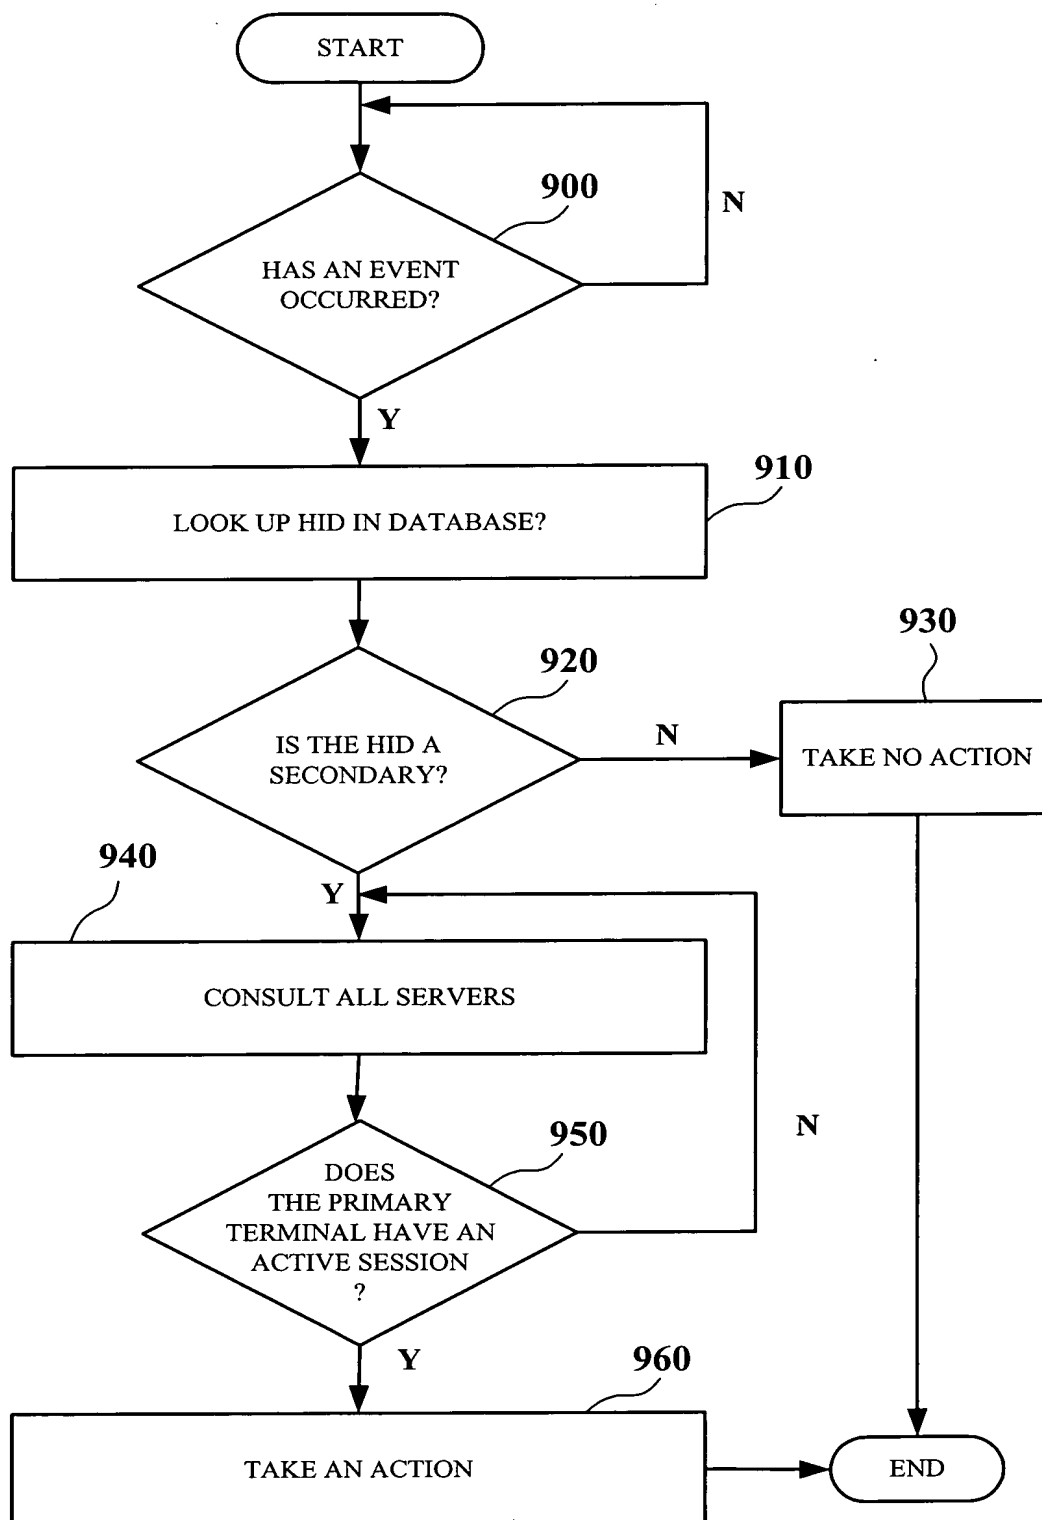 START
900
N
HAS AN EVENT
OCCURRED?
Y
910
LOOK UP HID IN DATABASE?
920
930
IS THE HID A
SECONDARY?
N
TAKE NO ACTION
940
Y
CONSULT ALL SERVERS
N
950
DOES
THE PRIMARY
TERMINAL HAVE AN
ACTIVE SESSION
?
Y
960
TAKE AN ACTION
END